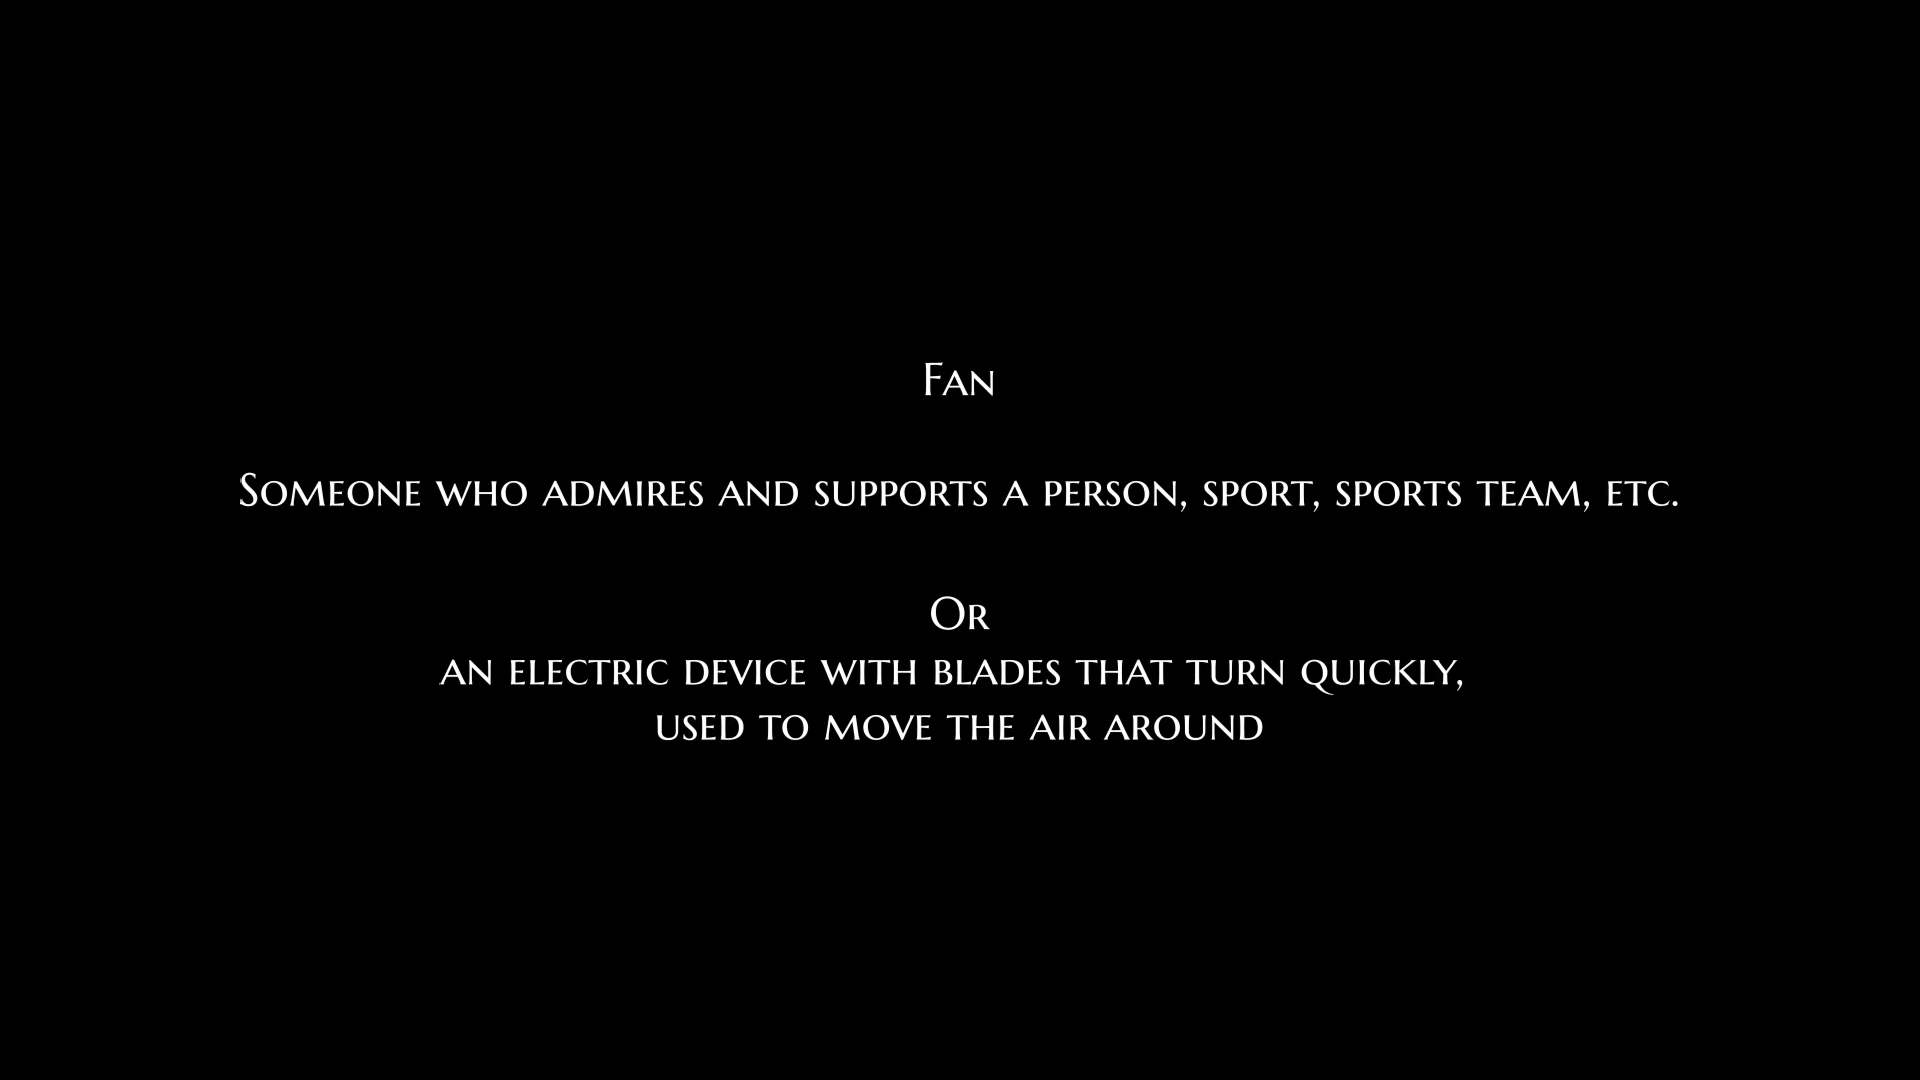 Fan
Someone who admires and supports a person, sport, sports team, etc.
Or
an electric device with blades that turn quickly,
used to move the air around